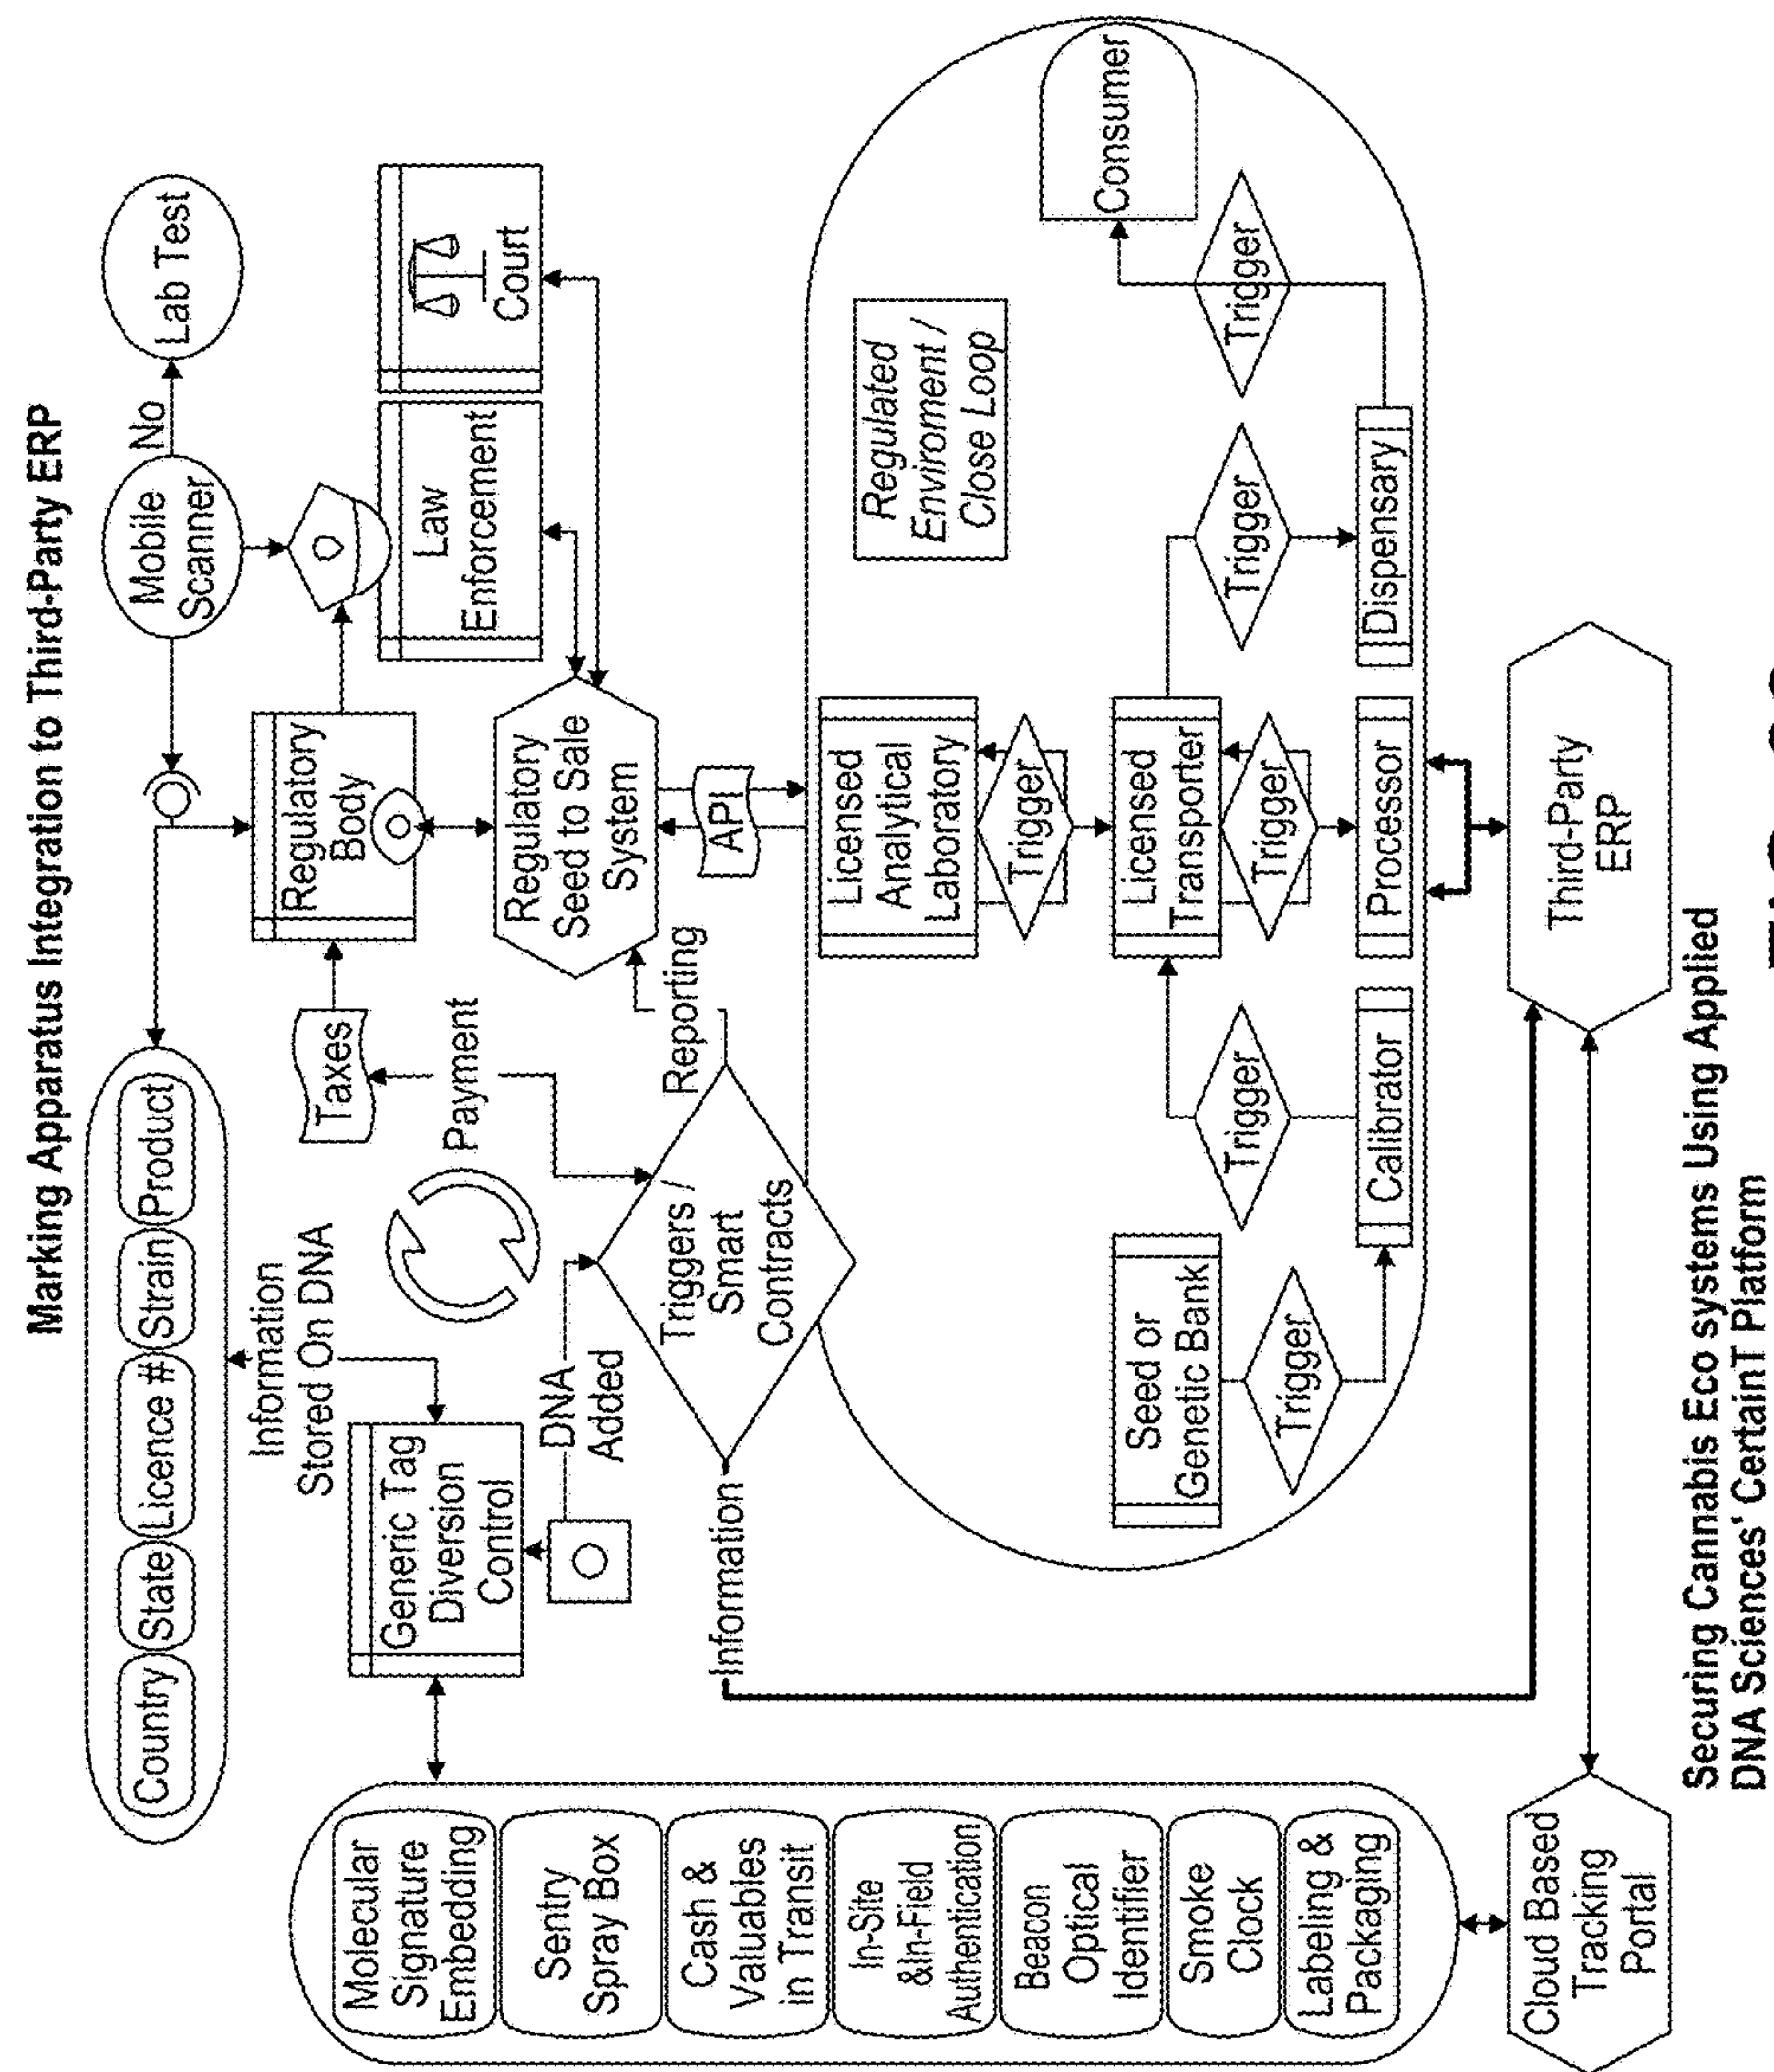 Marking Apparatus Integration to Third-Party ERP
Country
State
Licence #
Strain
Product
Mobile
Scanner
No
Lab Test
Information
Stored On DNA
Taxes
Regulatory
Body
Generic Tag
Diversion
Control
DNA
Added
Payment
Law
Enforcement
Court
Reporting
Regulatory
Seed to Sale
System
API
Triggers /
Smart
Contracts
Information
Molecular
Signature
Embedding
Sentry
Spray Box
Cash &
Valuables
in Transit
In-Site
&In-Field
Authentication
Beacon
Optical
Identifier
Smoke
Clock
Labeling &
Packaging
Regulated
Enviroment /
Close Loop
Licensed
Analytical
Laboratory
Trigger
Consumer
Seed or
Genetic Bank
Trigger
Trigger
Licensed
Transporter
Trigger
Trigger
Trigger
Calibrator
Processor
Dispensary
Cloud Based
Tracking
Portal
Third-Party
ERP
Securing Cannabis Eco systems Using Applied
DNA Sciences' CertainT Platform